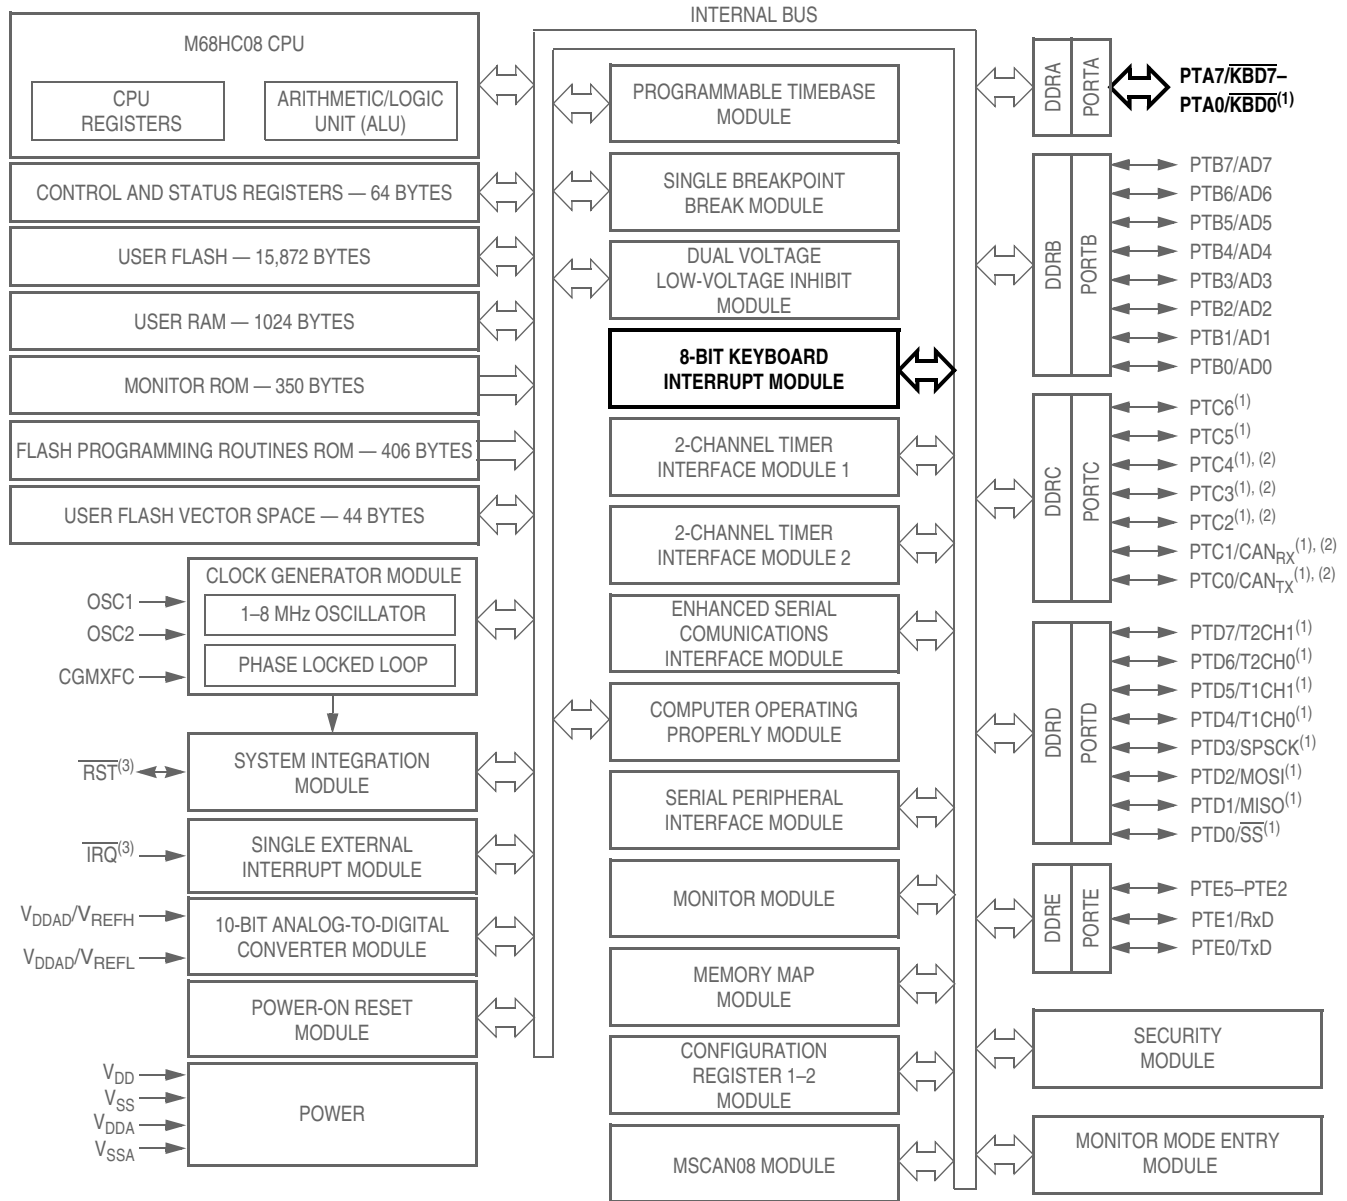 INTERNAL BUS
M68HC08 CPU
CPU
REGISTERS
ARITHMETIC/LOGIC
UNIT (ALU)
CONTROL AND STATUS REGISTERS — 64 BYTES
USER FLASH — 15,872 BYTES
USER RAM — 1024 BYTES
MONITOR ROM — 350 BYTES
FLASH PROGRAMMING ROUTINES ROM — 406 BYTES
USER FLASH VECTOR SPACE — 44 BYTES
CLOCK GENERATOR MODULE
1–8 MHz OSCILLATOR
PHASE LOCKED LOOP
OSC1
OSC2
CGMXFC
SYSTEM INTEGRATION
MODULE
RST(3)
SINGLE EXTERNAL
INTERRUPT MODULE
IRQ(3)
10-BIT ANALOG-TO-DIGITAL
CONVERTER MODULE
VDDAD/VREFH
VDDAD/VREFL
POWER-ON RESET
MODULE
POWER
VDD
VSS
VDDA
VSSA
PROGRAMMABLE TIMEBASE
MODULE
SINGLE BREAKPOINT
BREAK MODULE
DUAL VOLTAGE
LOW-VOLTAGE INHIBIT
MODULE
8-BIT KEYBOARD
INTERRUPT MODULE
2-CHANNEL TIMER
INTERFACE MODULE 1
2-CHANNEL TIMER
INTERFACE MODULE 2
ENHANCED SERIAL
COMUNICATIONS
INTERFACE MODULE
COMPUTER OPERATING
PROPERLY MODULE
SERIAL PERIPHERAL
INTERFACE MODULE
MONITOR MODULE
MEMORY MAP
MODULE
CONFIGURATION
REGISTER 1–2
MODULE
MSCAN08 MODULE
DDRA
PORTA
PTA7/KBD7–
PTA0/KBD0(1)
DDRB
PORTB
PTB7/AD7
PTB6/AD6
PTB5/AD5
PTB4/AD4
PTB3/AD3
PTB2/AD2
PTB1/AD1
PTB0/AD0
DDRC
PORTC
PTC6(1)
PTC5(1)
PTC4(1), (2)
PTC3(1), (2)
PTC2(1), (2)
PTC1/CANRX(1), (2)
PTC0/CANTX(1), (2)
DDRD
PORTD
PTD7/T2CH1(1)
PTD6/T2CH0(1)
PTD5/T1CH1(1)
PTD4/T1CH0(1)
PTD3/SPSCK(1)
PTD2/MOSI(1)
PTD1/MISO(1)
PTD0/SS(1)
DDRE
PORTE
PTE5–PTE2
PTE1/RxD
PTE0/TxD
SECURITY
MODULE
MONITOR MODE ENTRY
MODULE